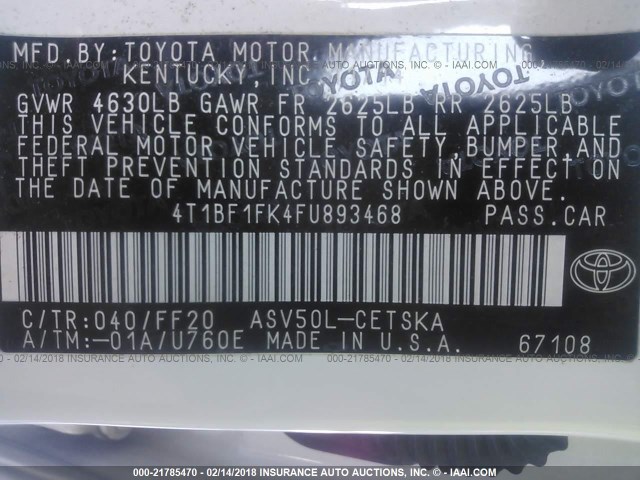 MFD. BY: TOYOTA MOTOR MANUFACTURING
KENTUCKY, INC.
GVWR 4630LB GAWR FR 2625LB RR 2625LB
THIS VEHICLE CONFORMS TO ALL APPLICABLE
FEDERAL MOTOR VEHICLE SAFETY, BUMPER, AND
THEFT PREVENTION STANDARDS IN EFFECT ON
THE DATE OF MANUFACTURE SHOWN ABOVE.
4T1BF1FK4FU893468 PASS.CAR
C/TR: 040/FF20 ASV50L-CETSKA
A/TM: -01A/U760E MADE IN U.S.A. 67108
TOYOTA
TOYOTA
TOYOTA
000-21785470 - 02/14/2018 INSURANCE AUTO AUCTIONS, INC. - © IAAI.COM